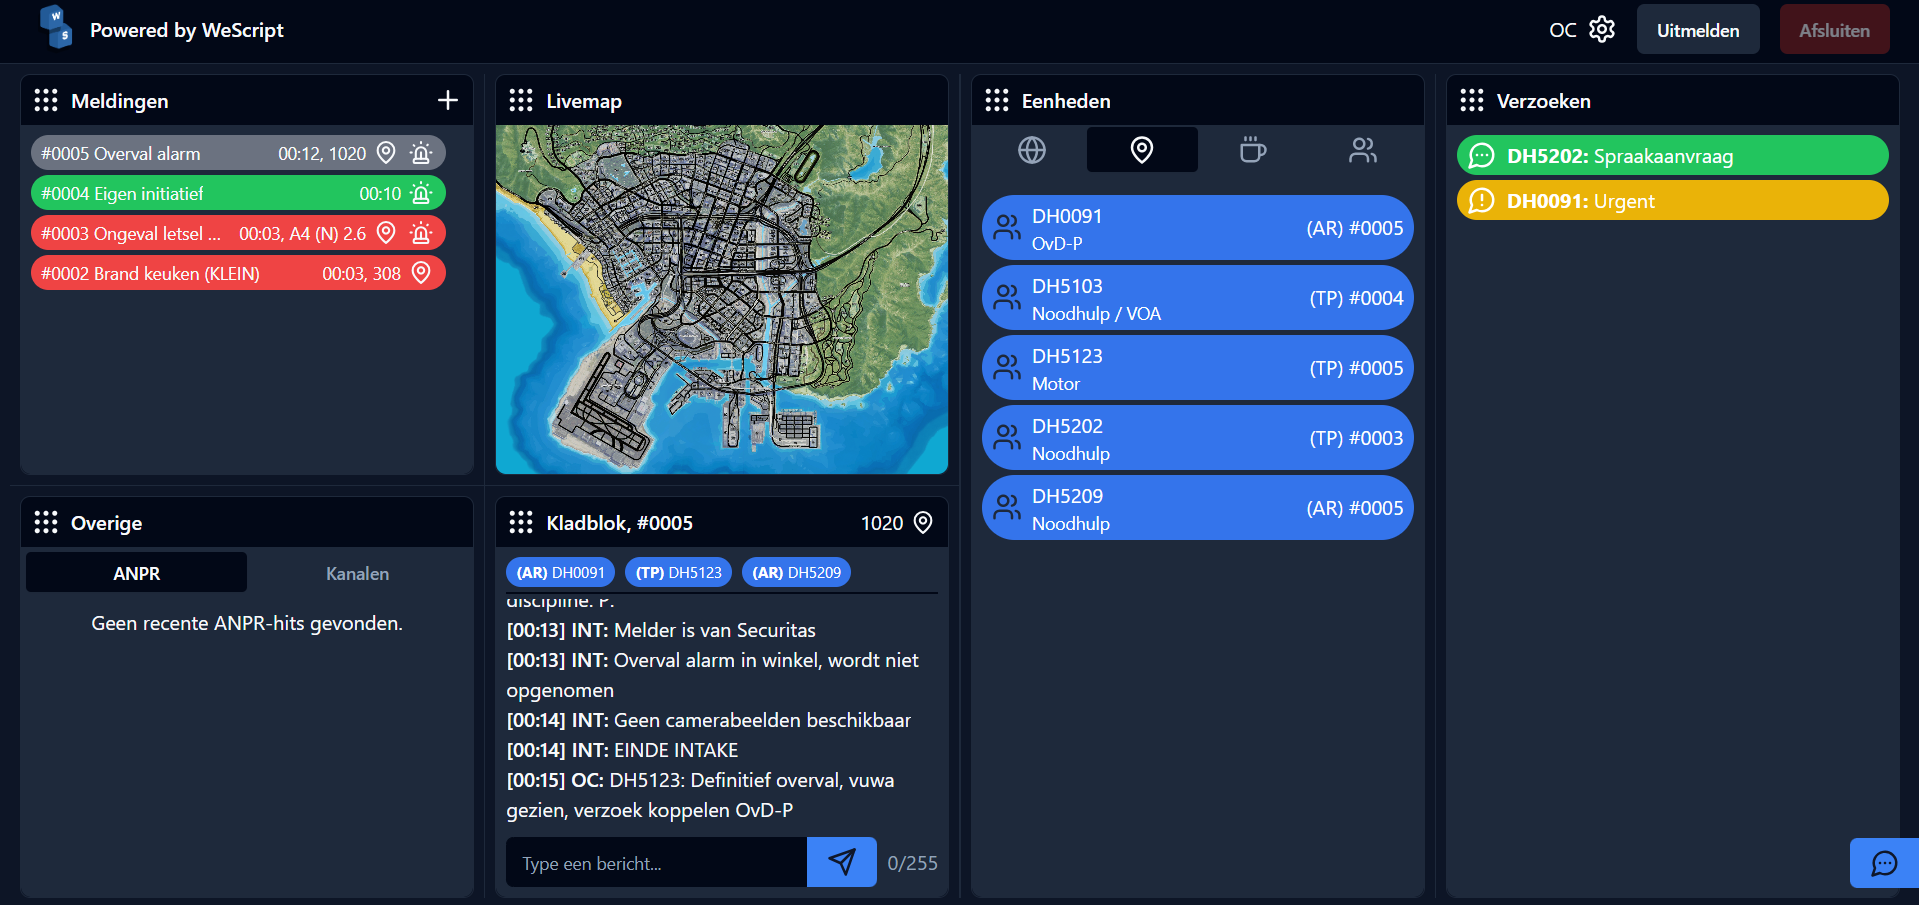 W
S
Powered by WeScript
OC
Uitmelden
Afsluiten
Meldingen
#0005 Overval alarm 00:12, 1020
#0004 Eigen initiatief 00:10
#0003 Ongeval letsel ... 00:03, A4 (N) 2.6
#0002 Brand keuken (KLEIN) 00:03, 308
Livemap
Eenheden
DH0091
OvD-P
(AR) #0005
DH5103
Noodhulp / VOA
(TP) #0004
DH5123
Motor
(TP) #0005
DH5202
Noodhulp
(TP) #0003
DH5209
Noodhulp
(AR) #0005
Verzoeken
DH5202: Spraakaanvraag
DH0091: Urgent
Overige
ANPR
Kanalen
Geen recente ANPR-hits gevonden.
Kladblok, #0005
1020
(AR) DH0091 (TP) DH5123 (AR) DH5209
discipline. P.
[00:13] INT: Melder is van Securitas
[00:13] INT: Overval alarm in winkel, wordt niet
opgenomen
[00:14] INT: Geen camerabeelden beschikbaar
[00:14] INT: EINDE INTAKE
[00:15] OC: DH5123: Definitief overval, vuwa
gezien, verzoek koppelen OvD-P
Type een bericht...
0/255